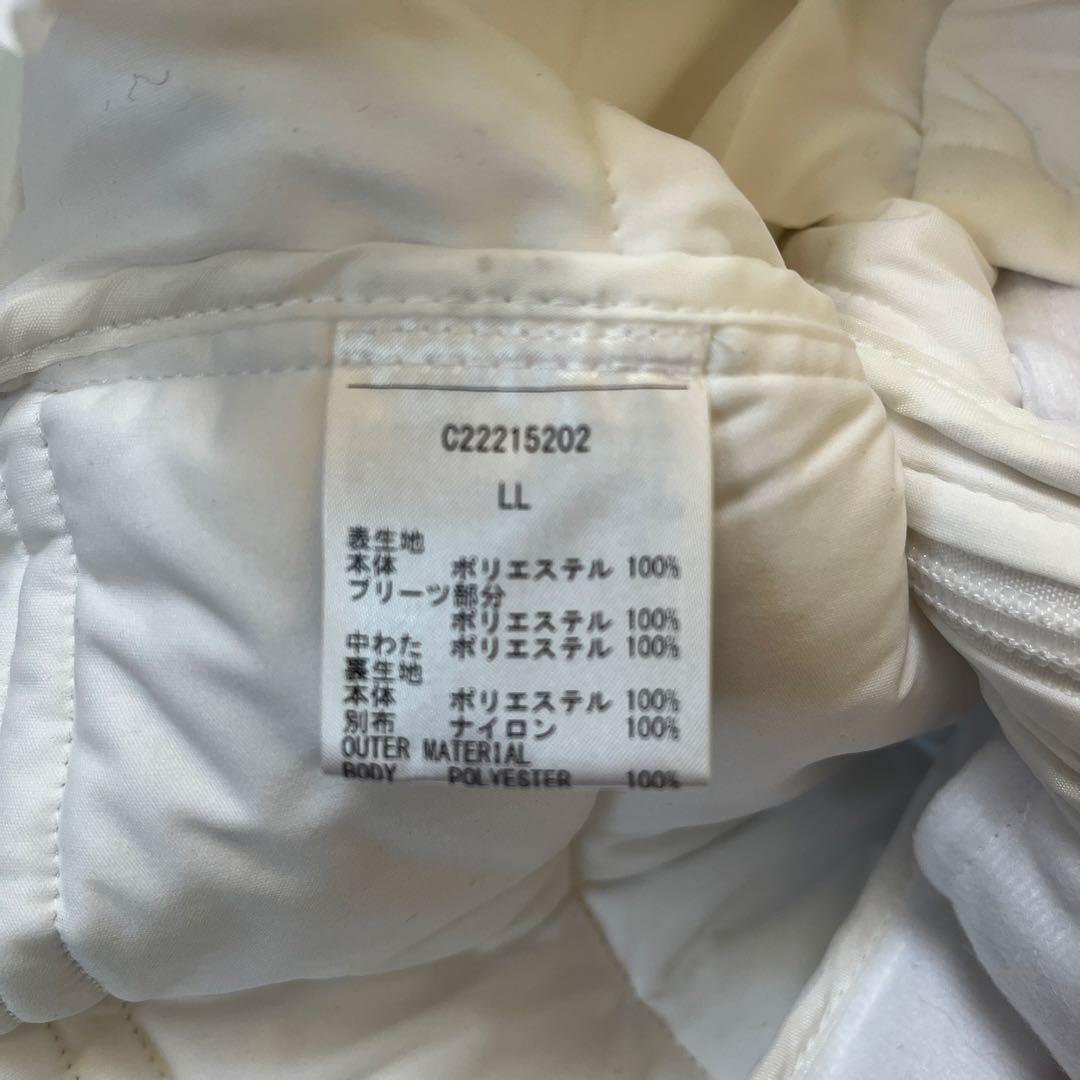 C22215202
LL
表生地
本体 ポリエステル 100%
プリーツ部分
ポリエステル 100%
中わた ポリエステル 100%
裏生地
本体 ポリエステル 100%
別布 ナイロン 100%
OUTER MATERIAL
BODY POLYESTER 100%